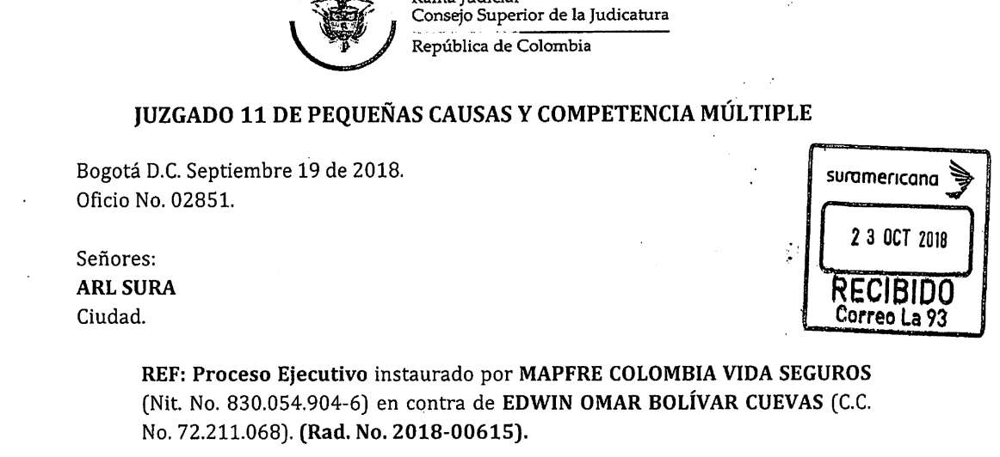 Rama Judicial
Consejo Superior de la Judicatura
República de Colombia
JUZGADO 11 DE PEQUEÑAS CAUSAS Y COMPETENCIA MÚLTIPLE
Bogotá D.C. Septiembre 19 de 2018.
Oficio No. 02851.
suramericana
23 OCT 2018
RECIBIDO
Correo La 93
Señores:
ARL SURA
Ciudad.
REF: Proceso Ejecutivo instaurado por MAPFRE COLOMBIA VIDA SEGUROS
(Nit. No. 830.054.904-6) en contra de EDWIN OMAR BOLÍVAR CUEVAS (C.C.
No. 72.211.068). (Rad. No. 2018-00615).